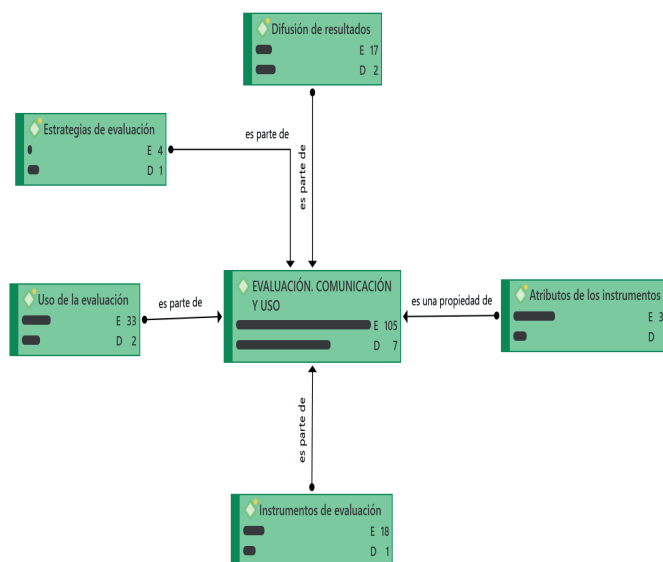 Difusión de resultados
E 17
D 2
Estrategias de evaluación
E 4
D 1
es parte de
es parte de
Uso de la evaluación
E 33
D 2
es parte de
EVALUACIÓN. COMUNICACIÓN
Y USO
E 105
D 7
es una propiedad de
Atributos de los instrumentos
E 3
D
es parte de
Instrumentos de evaluación
E 18
D 1